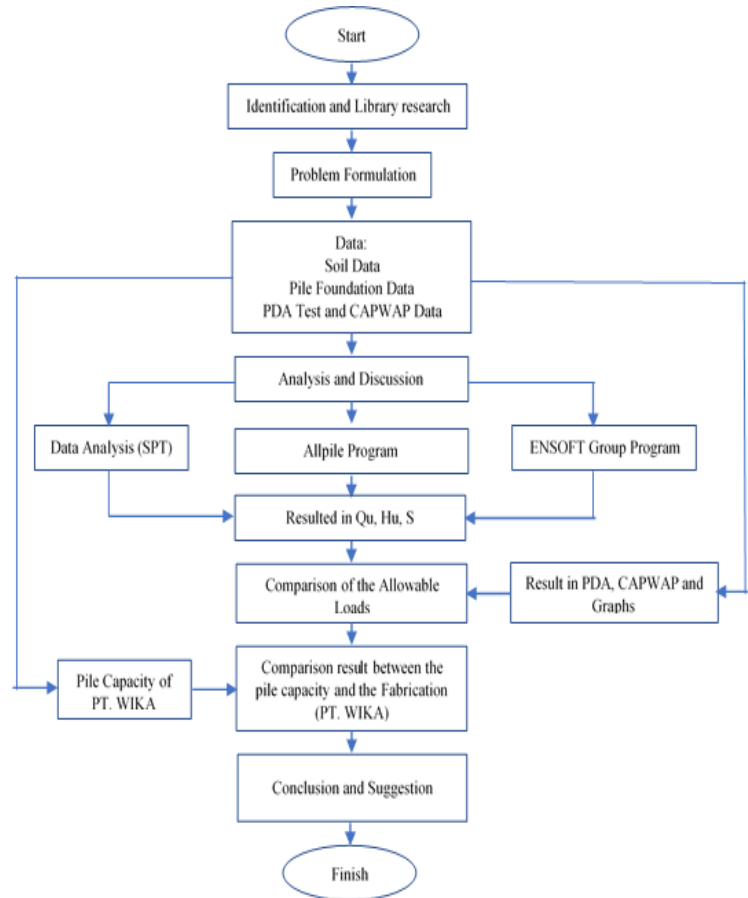 Start
Identification and Library research
Problem Formulation
Data:
Soil Data
Pile Foundation Data
PDA Test and CAPWAP Data
Analysis and Discussion
Data Analysis (SPT)
Allpile Program
ENSOFT Group Program
Resulted in Qu, Hu, S
Comparison of the Allowable
Loads
Result in PDA, CAPWAP and
Graphs
Pile Capacity of
PT. WIKA
Comparison result between the
pile capacity and the Fabrication
(PT. WIKA)
Conclusion and Suggestion
Finish